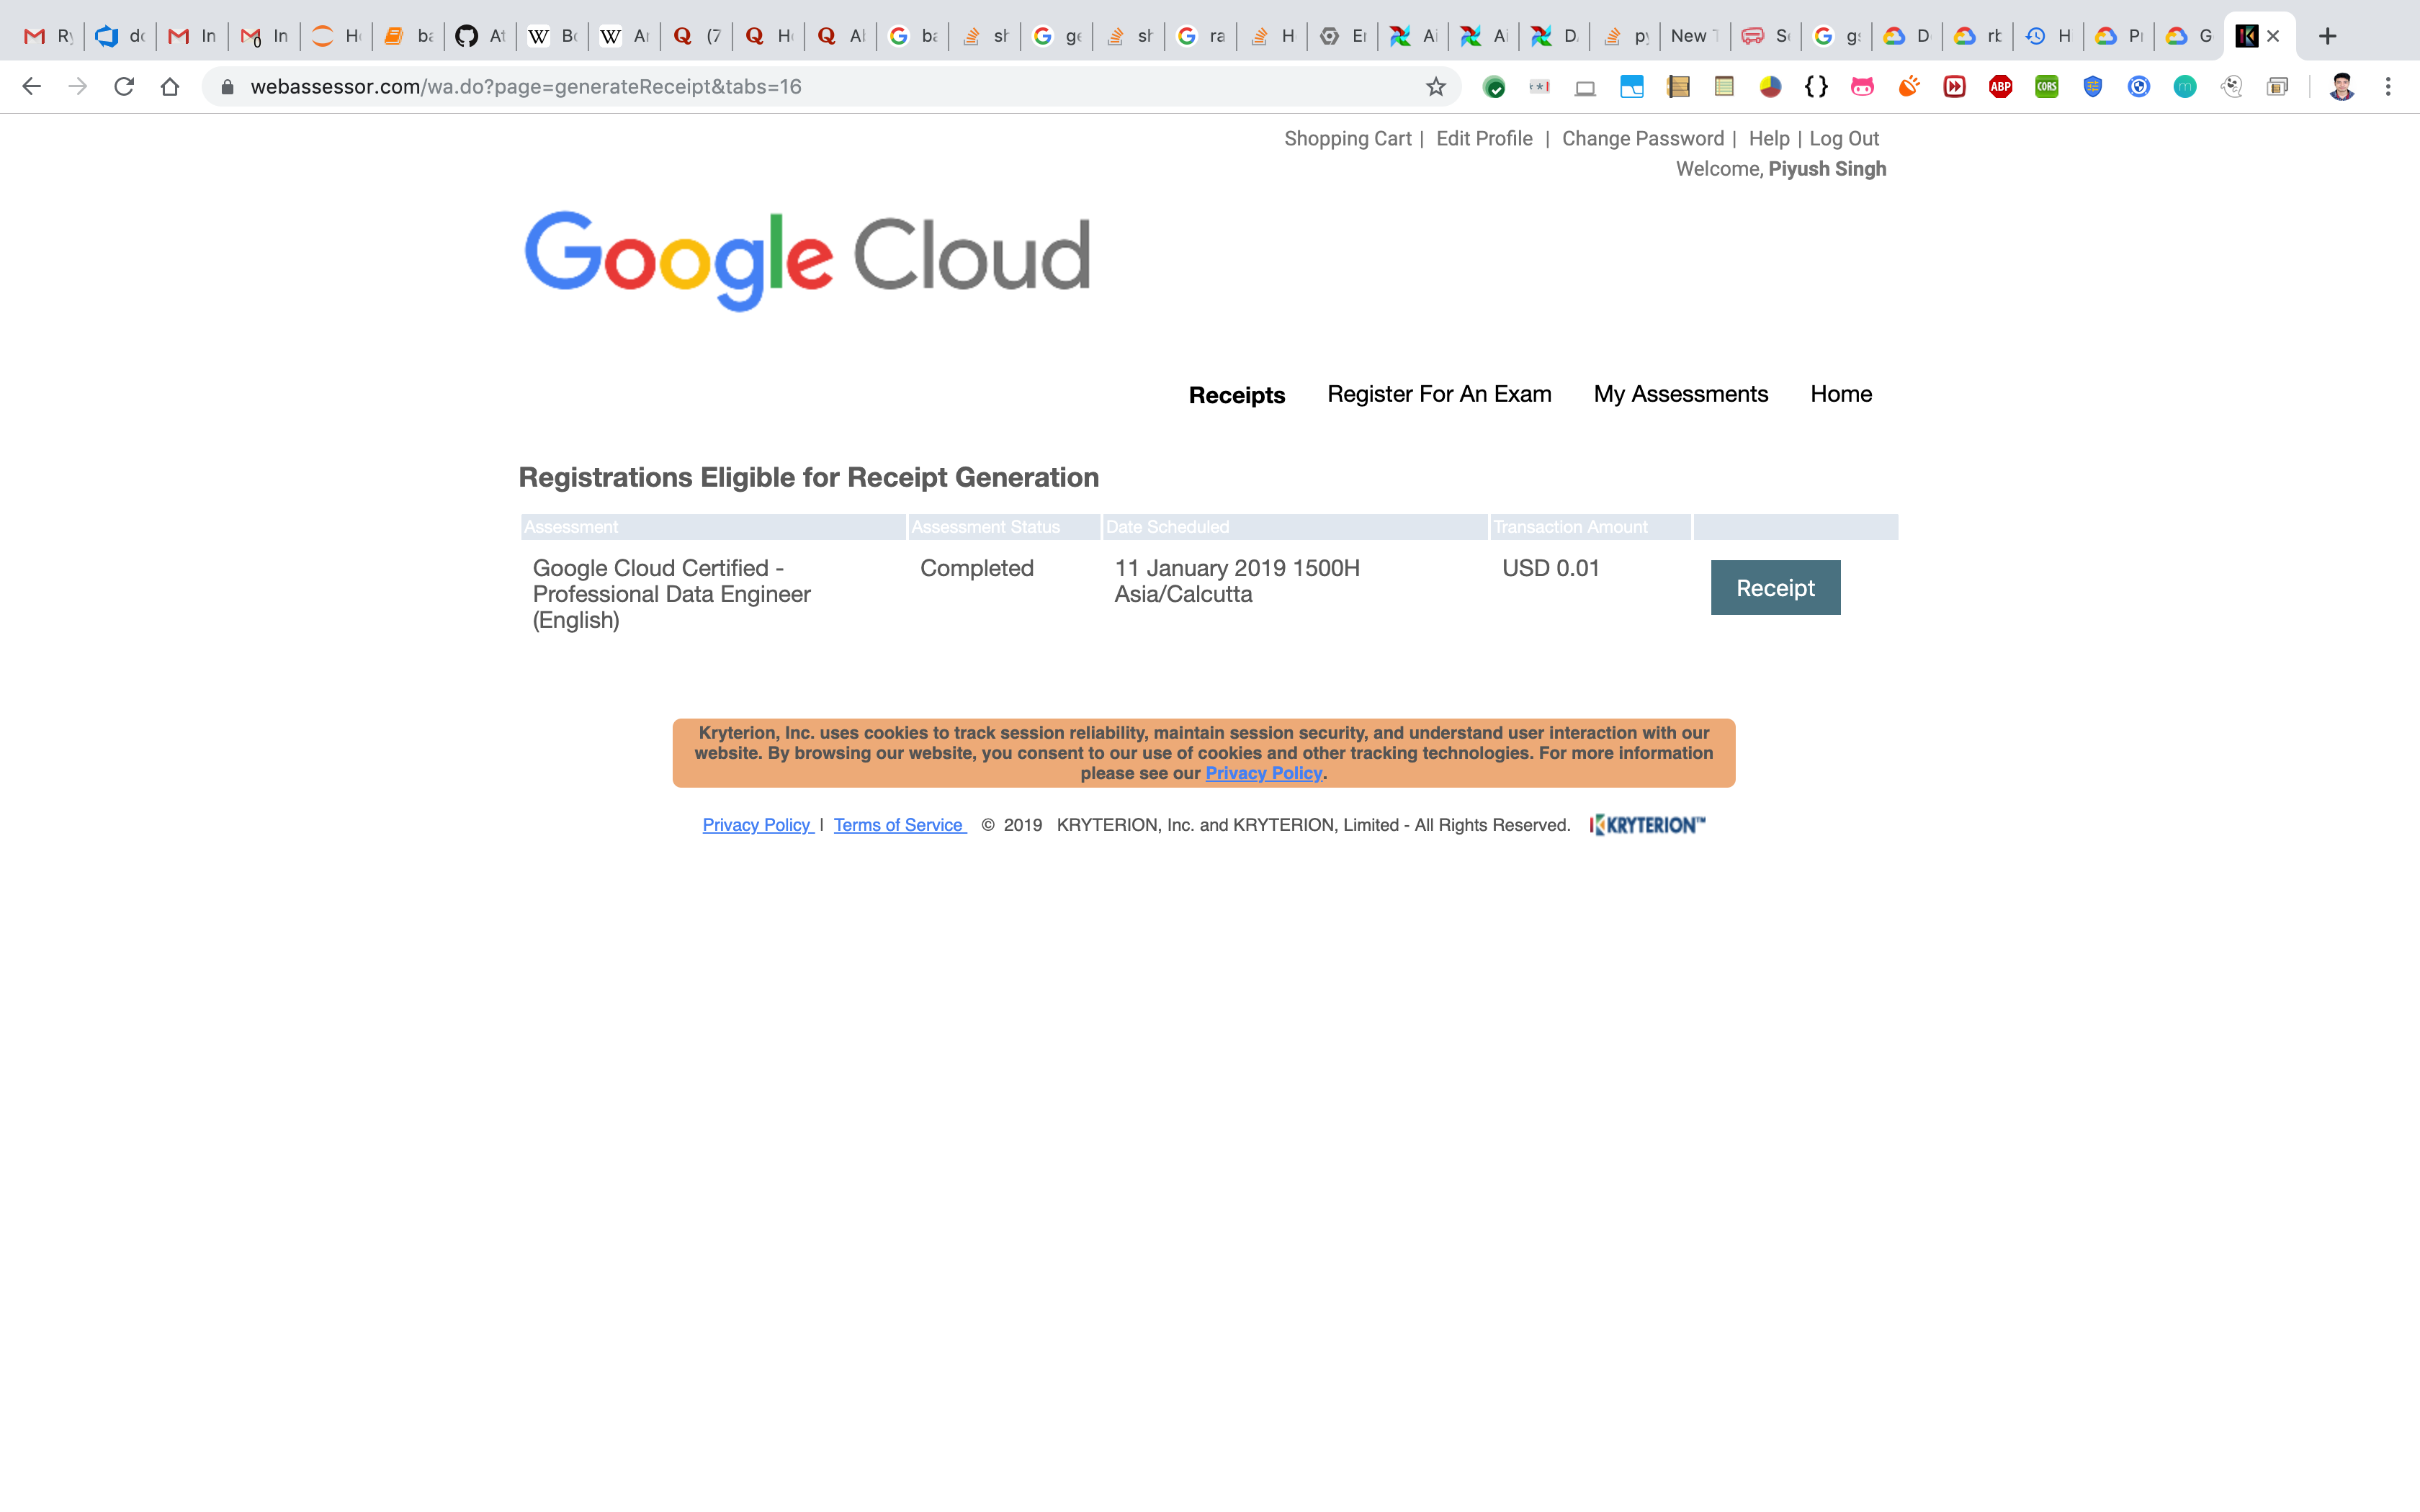 R
dc
In
In
H
ba
At
W
Bo
W
Ar
Q
(7
Q
H
Q
Al
ba
sh
ge
sh
ra
H
Er
Ai
Ai
D
py
New T
S
g
D
rb
H
P
G
webassessor.com/wa.do?page=generateReceipt&tabs=16
ABP
CORS
m
Shopping Cart | Edit Profile | Change Password | Help | Log Out
Welcome, Piyush Singh
Google Cloud
Receipts Register For An Exam My Assessments Home
Registrations Eligible for Receipt Generation
Assessment Assessment Status Date Scheduled Transaction Amount
Google Cloud Certified - Completed 11 January 2019 1500H USD 0.01 Receipt
Professional Data Engineer Asia/Calcutta
(English)
Kryterion, Inc. uses cookies to track session reliability, maintain session security, and understand user interaction with our
website. By browsing our website, you consent to our use of cookies and other tracking technologies. For more information
please see our Privacy Policy.
Privacy Policy | Terms of Service © 2019 KRYTERION, Inc. and KRYTERION, Limited - All Rights Reserved. KRYTERION™